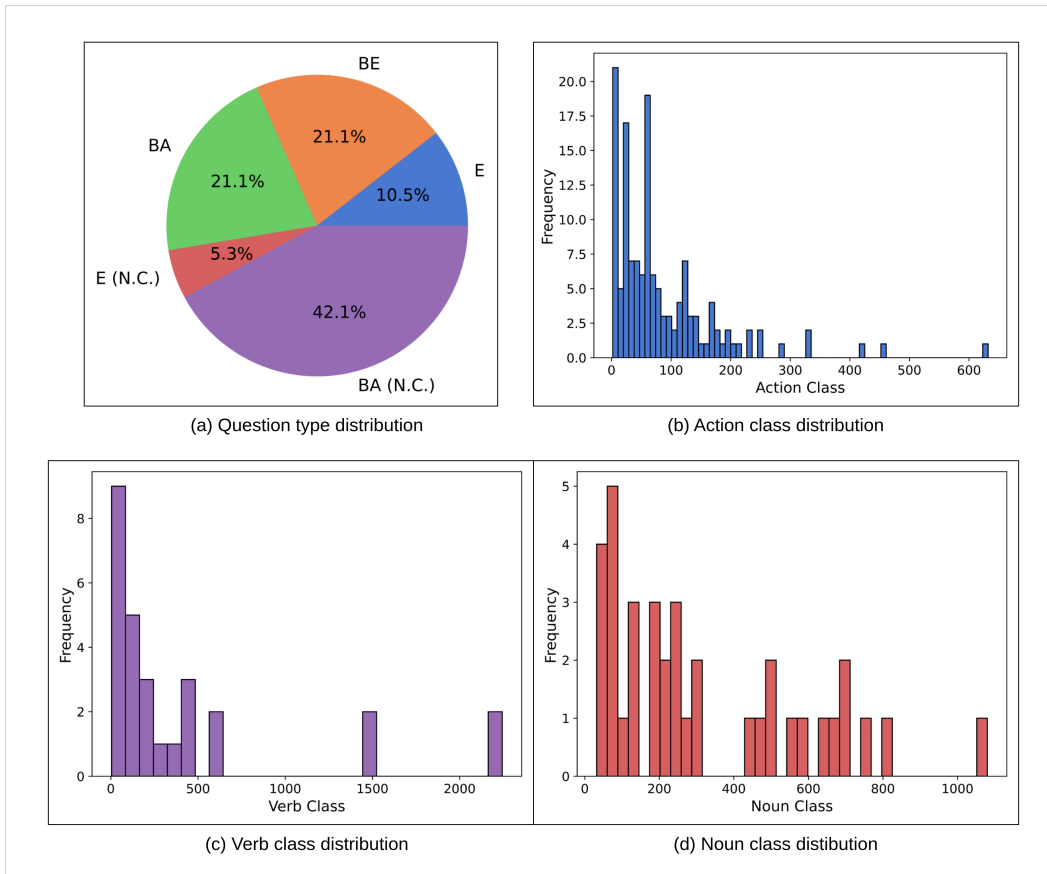 BE
BA
E
21.1%
21.1%
10.5%
5.3%
E (N.C.)
42.1%
BA (N.C.)
(a) Question type distribution
20.0
17.5
15.0
12.5
10.0
7.5
5.0
2.5
0.0
Frequency
0 100 200 300 400 500 600
Action Class
(b) Action class distribution
8
6
4
2
0
Frequency
0 500 1000 1500 2000
Verb Class
(c) Verb class distribution
5
4
3
2
1
0
Frequency
0 200 400 600 800 1000
Noun Class
(d) Noun class distibution